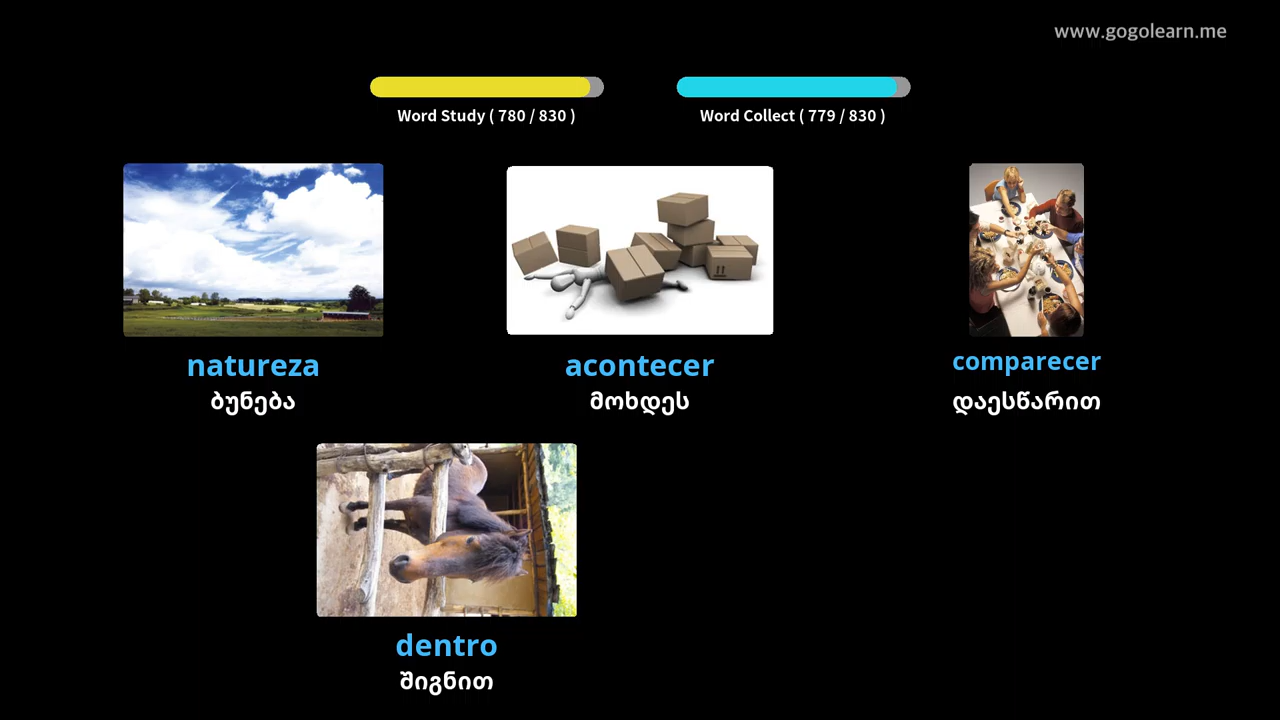 www.gogolearn.me
Word Study ( 780 / 830 )
Word Collect ( 779 / 830 )
natureza
ბუნება
acontecer
მოხდეს
comparecer
დაესწარით
dentro
შიგნით